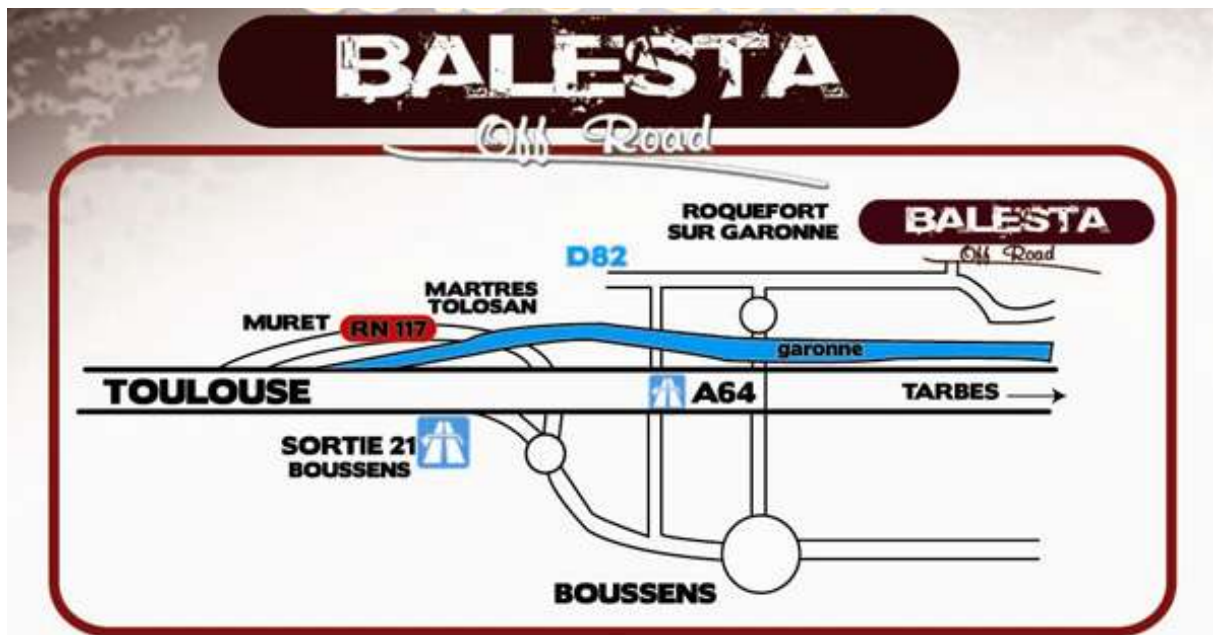 BALESTA
Off Road
ROQUEFORT
SUR GARONNE
BALESTA
Off Road
D82
MARTRES
TOLOSAN
MURET
RN 117
garonne
TOULOUSE
A64
TARBES
SORTIE 21
BOUSSENS
BOUSSENS